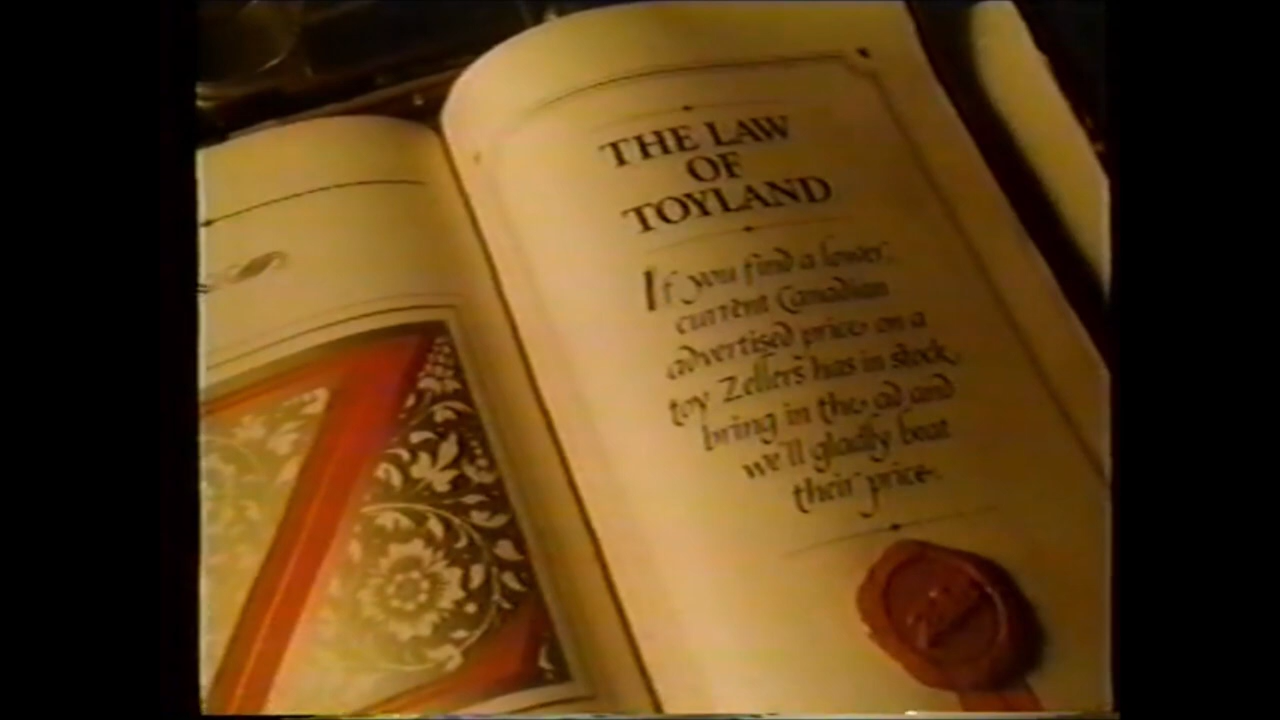 THE LAW
OF
TOYLAND
If you find a lower
current Canadian
advertised price on a
toy Zellers has in stock,
bring in the ad and
we'll gladly beat
their price.
Z